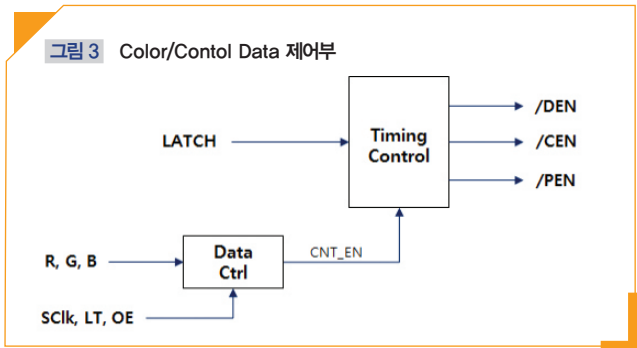 그림 3 Color/Contol Data 제어부
LATCH
Timing
Control
/DEN
/CEN
/PEN
R, G, B
Data
Ctrl
CNT_EN
SClk, LT, OE